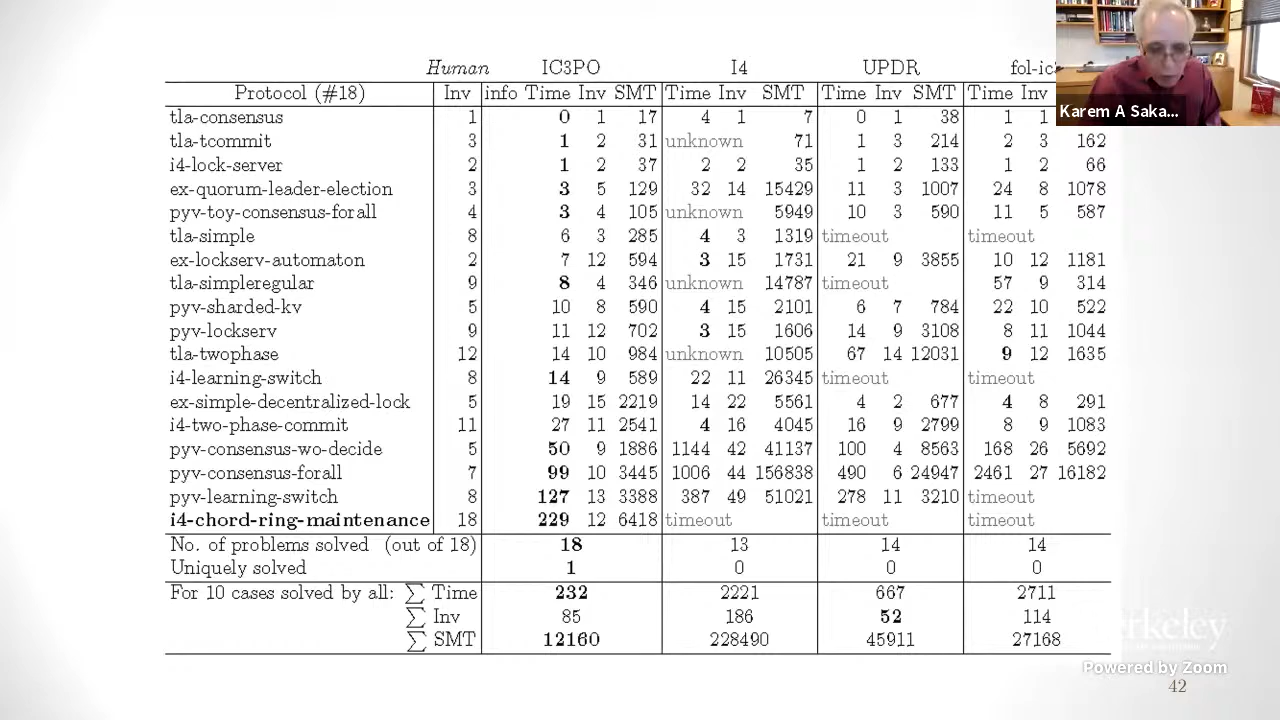 Human IC3PO I4 UPDR
Protocol (#18) Inv info Time Inv SMT Time Inv SMT Time Inv SMT Time Inv
tla-consensus 1 0 1 17 4 1 7 0 1 38 1 1
tla-tcommit 3 1 2 31 unknown 71 1 3 214 2 3 162
i4-lock-server 2 1 2 37 2 2 35 1 2 133 1 2 66
ex-quorum-leader-election 3 3 5 129 32 14 15429 11 3 1007 24 8 1078
pyv-toy-consensus-forall 4 3 4 105 unknown 5949 10 3 590 11 5 587
tla-simple 8 6 3 285 4 3 1319 timeout timeout
ex-lockserv-automaton 2 7 12 594 3 15 1731 21 9 3855 10 12 1181
tla-simpleregular 9 8 4 346 unknown 14787 timeout 57 9 314
pyv-sharded-kv 5 10 8 590 4 15 2101 6 7 784 22 10 522
pyv-lockserv 9 11 12 702 3 15 1606 14 9 3108 8 11 1044
tla-twophase 12 14 10 984 unknown 10505 67 14 12031 9 12 1635
i4-learning-switch 8 14 9 589 22 11 26345 timeout timeout
ex-simple-decentralized-lock 5 19 15 2219 14 22 5561 4 2 677 4 8 291
i4-two-phase-commit 11 27 11 2541 4 16 4045 16 9 2799 8 9 1083
pyv-consensus-wo-decide 5 50 9 1886 1144 42 41137 100 4 8563 168 26 5692
pyv-consensus-forall 7 99 10 3445 1006 44 156838 490 6 24947 2461 27 16182
pyv-learning-switch 8 127 13 3388 387 49 51021 278 11 3210 timeout
i4-chord-ring-maintenance 18 229 12 6418 timeout timeout timeout
No. of problems solved (out of 18) 18 13 14 14
Uniquely solved 1 0 0 0
For 10 cases solved by all: ∑ Time 232 2221 667 2711
∑ Inv 85 186 52 114
∑ SMT 12160 228490 45911 27168
Karem A Saka...
Powered by Zoom
42